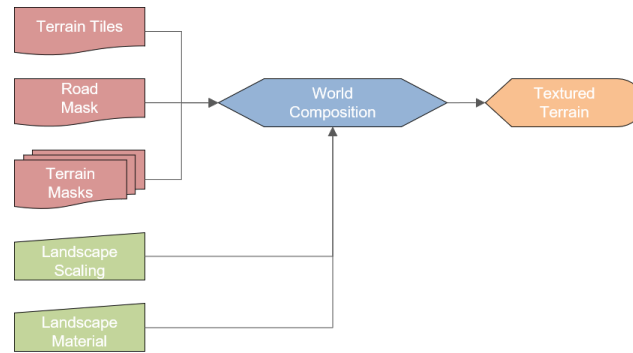 Terrain Tiles
Road
Mask
Terrain
Masks
Landscape
Scaling
Landscape
Material
World
Composition
Textured
Terrain